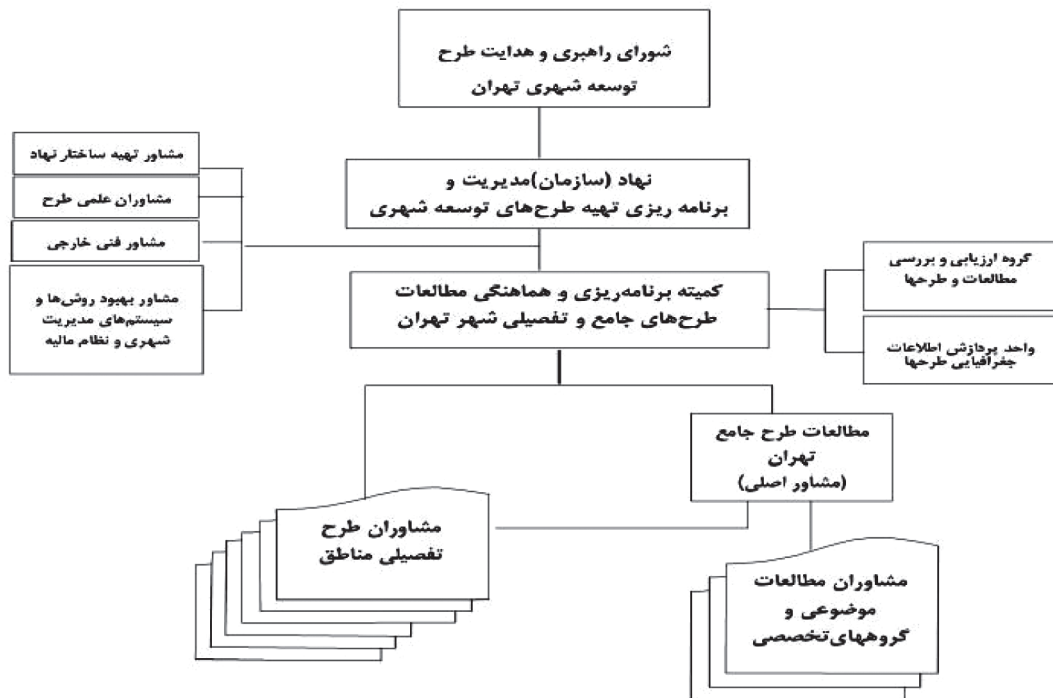 شورای راهبری و هدایت طرح
توسعه شهری تهران
نهاد (سازمان)مدیریت و
برنامه ریزی تهیه طرح‌های توسعه شهری
مشاور تهیه ساختار نهاد
مشاوران علمی طرح
مشاور فنی خارجی
مشاور بهبود روش‌ها و
سیستم‌های مدیریت
شهری و نظام مالیه
کمیته برنامه‌ریزی و هماهنگی مطالعات
طرح‌های جامع و تفصیلی شهر تهران
گروه ارزیابی و بررسی
مطالعات و طرحها
واحد پردازش اطلاعات
جغرافیایی طرحها
مطالعات طرح جامع
تهران
(مشاور اصلی)
مشاوران طرح
تفصیلی مناطق
مشاوران مطالعات
موضوعی و
گروههای‌تخصصی